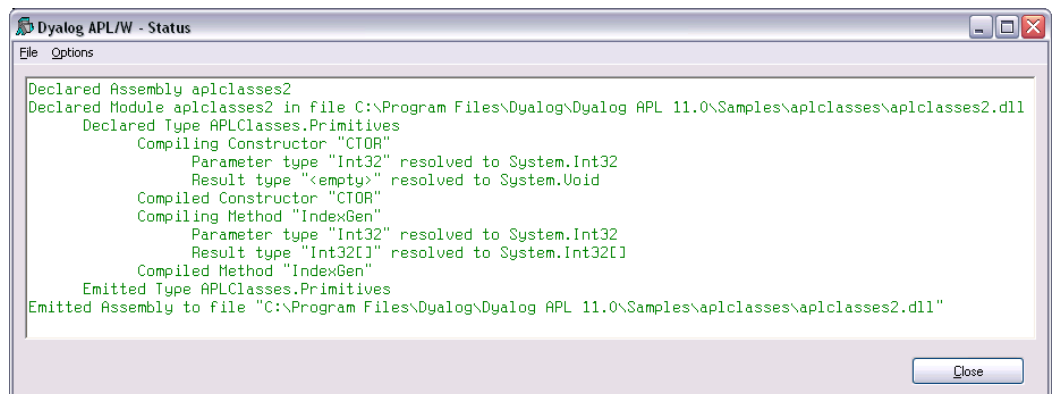 Dyalog APL/W - Status
File Options
Declared Assembly aplclasses2
Declared Module aplclasses2 in file C:\Program Files\Dyalog\Dyalog APL 11.0\Samples\aplclasses\aplclasses2.dll
Declared Type APLClasses.Primitives
Compiling Constructor "CTOR"
Parameter type "Int32" resolved to System.Int32
Result type "<empty>" resolved to System.Void
Compiled Constructor "CTOR"
Compiling Method "IndexGen"
Parameter type "Int32" resolved to System.Int32
Result type "Int32[]" resolved to System.Int32[]
Compiled Method "IndexGen"
Emitted Type APLClasses.Primitives
Emitted Assembly to file "C:\Program Files\Dyalog\Dyalog APL 11.0\Samples\aplclasses\aplclasses2.dll"
Close